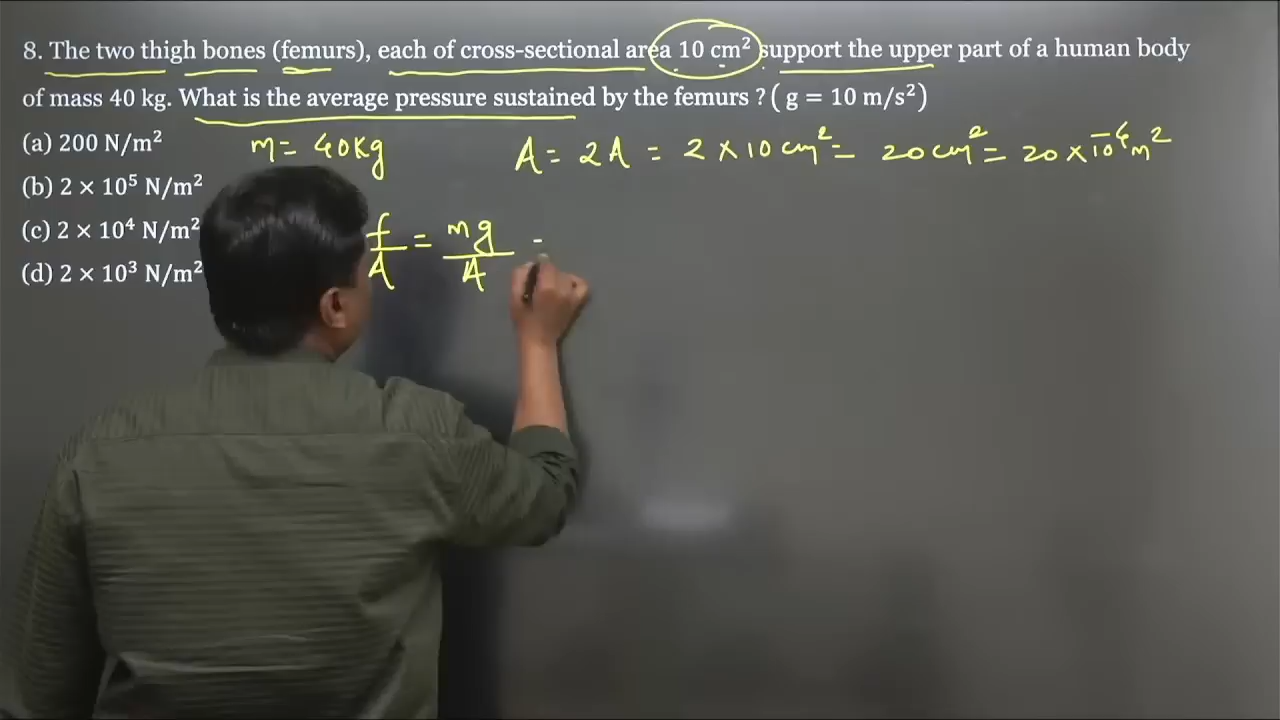 8. The two thigh bones (femurs), each of cross-sectional area 10 cm² support the upper part of a human body
of mass 40 kg. What is the average pressure sustained by the femurs ? ( g = 10 m/s²)
(a) 200 N/m²
m = 40kg
A = 2A = 2 × 10 cm² = 20 cm² = 20 × 10⁻⁴ m²
(b) 2 × 10⁵ N/m²
(c) 2 × 10⁴ N/m²
f/A = mg/A =
(d) 2 × 10³ N/m²